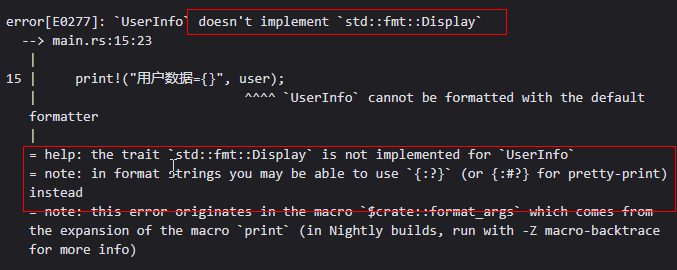 error[E0277]: `UserInfo` doesn't implement `std::fmt::Display`
--> main.rs:15:23
|
15 | print!("用户数据={}", user);
| ^^^^ `UserInfo` cannot be formatted with the default
formatter
|
= help: the trait `std::fmt::Display` is not implemented for `UserInfo`
= note: in format strings you may be able to use `{:?}` (or {:#?} for pretty-print)
instead
= note: this error originates in the macro `$crate::format_args` which comes from
the expansion of the macro `print` (in Nightly builds, run with -Z macro-backtrace
for more info)